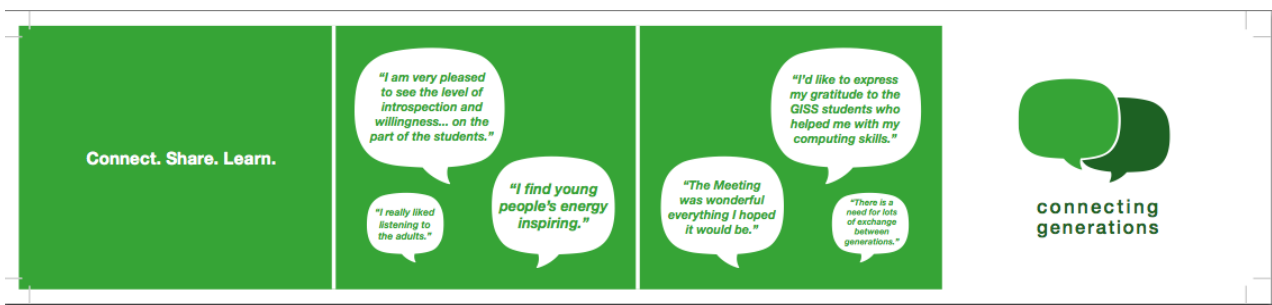 Connect. Share. Learn.
“I am very pleased
to see the level of
introspection and
willingness... on the
part of the students.”
“I really liked
listening to
the adults.”
“I find young
people’s energy
inspiring.”
“I’d like to express
my gratitude to the
GISS students who
helped me with my
computing skills.”
“The Meeting
was wonderful
everything I hoped
it would be.”
“There is a
need for lots
of exchange
between
generations.”
connecting
generations